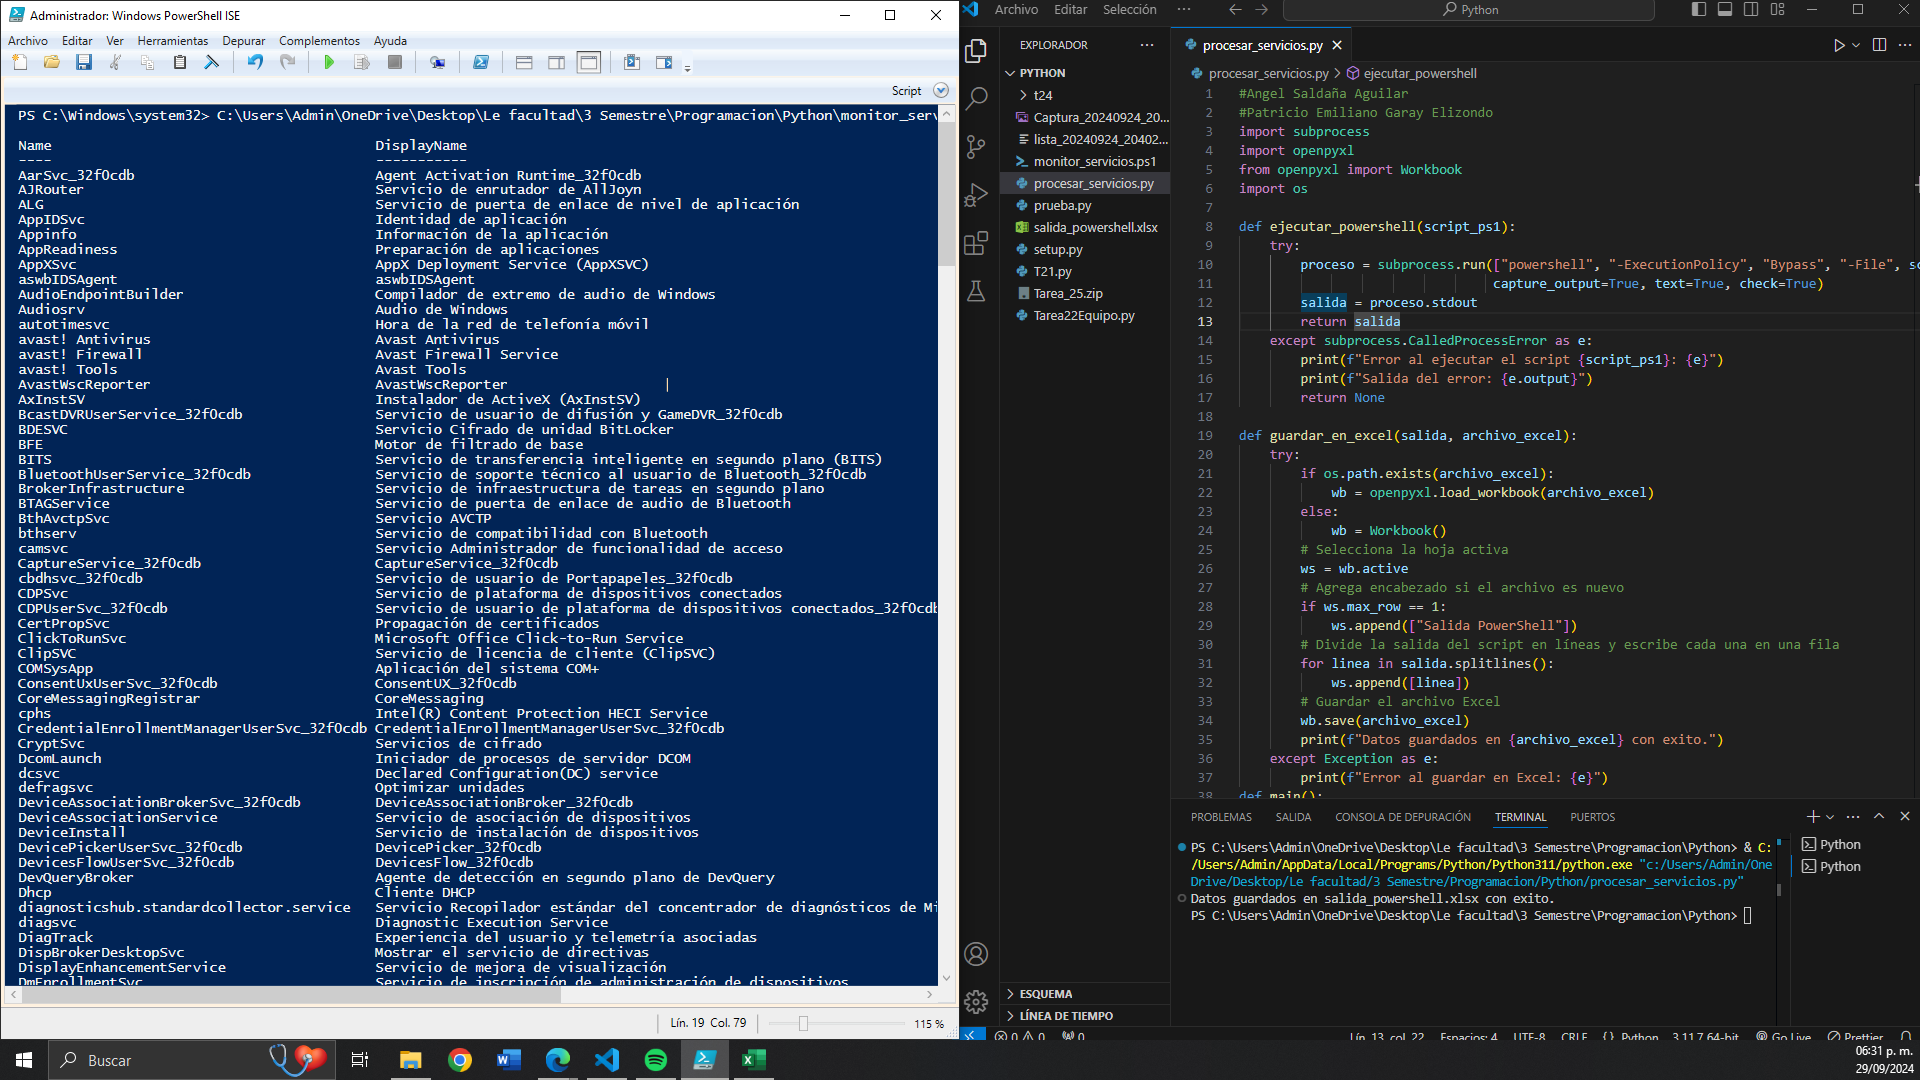 Administrador: Windows PowerShell ISE
Archivo Editar Ver Herramientas Depurar Complementos Ayuda
Script
PS C:\Windows\system32> C:\Users\Admin\OneDrive\Desktop\Le facultad\3 Semestre\Programacion\Python\monitor_serv
Name DisplayName
---- -----------
AarSvc_32f0cdb Agent Activation Runtime_32f0cdb
AJRouter Servicio de enrutador de AllJoyn
ALG Servicio de puerta de enlace de nivel de aplicación
AppIDSvc Identidad de aplicación
Appinfo Información de la aplicación
AppReadiness Preparación de aplicaciones
AppXSvc AppX Deployment Service (AppXSVC)
aswbIDSAgent aswbIDSAgent
AudioEndpointBuilder Compilador de extremo de audio de Windows
Audiosrv Audio de Windows
autotimesvc Hora de la red de telefonía móvil
avast! Antivirus Avast Antivirus
avast! Firewall Avast Firewall Service
avast! Tools Avast Tools
AvastWscReporter AvastWscReporter
AxInstSV Instalador de ActiveX (AxInstSV)
BcastDVRUserService_32f0cdb Servicio de usuario de difusión y GameDVR_32f0cdb
BDESVC Servicio Cifrado de unidad BitLocker
BFE Motor de filtrado de base
BITS Servicio de transferencia inteligente en segundo plano (BITS)
BluetoothUserService_32f0cdb Servicio de soporte técnico al usuario de Bluetooth_32f0cdb
BrokerInfrastructure Servicio de infraestructura de tareas en segundo plano
BTAGService Servicio de puerta de enlace de audio de Bluetooth
BthAvctpSvc Servicio AVCTP
bthserv Servicio de compatibilidad con Bluetooth
camsvc Servicio Administrador de funcionalidad de acceso
CaptureService_32f0cdb CaptureService_32f0cdb
cbdhsvc_32f0cdb Servicio de usuario de Portapapeles_32f0cdb
CDPSvc Servicio de plataforma de dispositivos conectados
CDPUserSvc_32f0cdb Servicio de usuario de plataforma de dispositivos conectados_32f0cdb
CertPropSvc Propagación de certificados
ClickToRunSvc Microsoft Office Click-to-Run Service
ClipSVC Servicio de licencia de cliente (ClipSVC)
COMSysApp Aplicación del sistema COM+
ConsentUxUserSvc_32f0cdb ConsentUX_32f0cdb
CoreMessagingRegistrar CoreMessaging
cphs Intel(R) Content Protection HECI Service
CredentialEnrollmentManagerUserSvc_32f0cdb CredentialEnrollmentManagerUserSvc_32f0cdb
CryptSvc Servicios de cifrado
DcomLaunch Iniciador de procesos de servidor DCOM
dcsvc Declared Configuration(DC) service
defragsvc Optimizar unidades
DeviceAssociationBrokerSvc_32f0cdb DeviceAssociationBroker_32f0cdb
DeviceAssociationService Servicio de asociación de dispositivos
DeviceInstall Servicio de instalación de dispositivos
DevicePickerUserSvc_32f0cdb DevicePicker_32f0cdb
DevicesFlowUserSvc_32f0cdb DevicesFlow_32f0cdb
DevQueryBroker Agente de detección en segundo plano de DevQuery
Dhcp Cliente DHCP
diagnosticshub.standardcollector.service Servicio Recopilador estándar del concentrador de diagnósticos de Mi
diagsvc Diagnostic Execution Service
DiagTrack Experiencia del usuario y telemetría asociadas
DispBrokerDesktopSvc Mostrar el servicio de directivas
DisplayEnhancementService Servicio de mejora de visualización
DmEnrollmentSvc Servicio de inscripción de administración de dispositivos
Lín. 19 Col. 79 115 %
Archivo Editar Selección ··· Python
EXPLORADOR ···
PYTHON
t24
Captura_20240924_20...
lista_20240924_20402...
monitor_servicios.ps1
procesar_servicios.py
prueba.py
salida_powershell.xlsx
setup.py
T21.py
Tarea_25.zip
Tarea22Equipo.py
ESQUEMA
LÍNEA DE TIEMPO
procesar_servicios.py
procesar_servicios.py > ejecutar_powershell
1 #Angel Saldaña Aguilar
2 #Patricio Emiliano Garay Elizondo
3 import subprocess
4 import openpyxl
5 from openpyxl import Workbook
6 import os
7
8 def ejecutar_powershell(script_ps1):
9 try:
10 proceso = subprocess.run(["powershell", "-ExecutionPolicy", "Bypass", "-File", sc
11 capture_output=True, text=True, check=True)
12 salida = proceso.stdout
13 return salida
14 except subprocess.CalledProcessError as e:
15 print(f"Error al ejecutar el script {script_ps1}: {e}")
16 print(f"Salida del error: {e.output}")
17 return None
18
19 def guardar_en_excel(salida, archivo_excel):
20 try:
21 if os.path.exists(archivo_excel):
22 wb = openpyxl.load_workbook(archivo_excel)
23 else:
24 wb = Workbook()
25 # Selecciona la hoja activa
26 ws = wb.active
27 # Agrega encabezado si el archivo es nuevo
28 if ws.max_row == 1:
29 ws.append(["Salida PowerShell"])
30 # Divide la salida del script en líneas y escribe cada una en una fila
31 for linea in salida.splitlines():
32 ws.append([linea])
33 # Guardar el archivo Excel
34 wb.save(archivo_excel)
35 print(f"Datos guardados en {archivo_excel} con exito.")
36 except Exception as e:
37 print(f"Error al guardar en Excel: {e}")
38 def main():
PROBLEMAS SALIDA CONSOLA DE DEPURACIÓN TERMINAL PUERTOS
PS C:\Users\Admin\OneDrive\Desktop\Le facultad\3 Semestre\Programacion\Python> & C:
/Users/Admin/AppData/Local/Programs/Python/Python311/python.exe "c:/Users/Admin/One
Drive/Desktop/Le facultad/3 Semestre/Programacion/Python/procesar_servicios.py"
Datos guardados en salida_powershell.xlsx con exito.
PS C:\Users\Admin\OneDrive\Desktop\Le facultad\3 Semestre\Programacion\Python>
Python
Python
0 0 0 Lín. 13, col. 22 Espacios: 4 UTF-8 CRLF {} Python 3.11.7 64-bit Go Live Prettier
Buscar
06:31 p. m.
29/09/2024